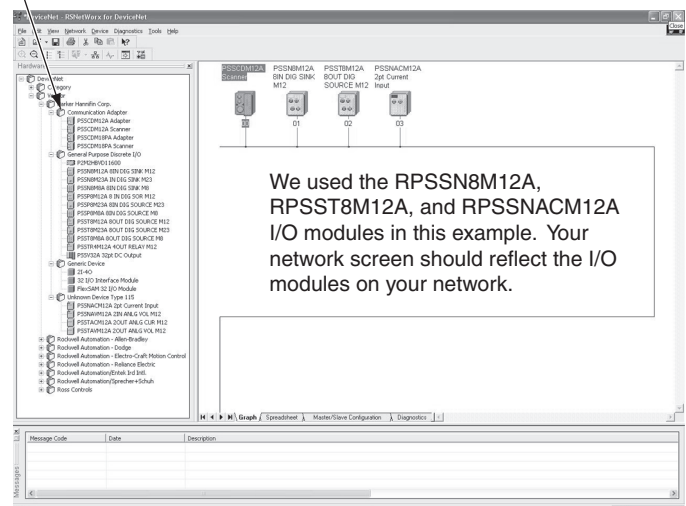 *DeviceNet - RSNetWorx for DeviceNet
Close
File Edit View Network Device Diagnostics Tools Help
Hardware
DeviceNet
Category
Vendor
Parker Hannifin Corp.
Communication Adapter
PSSCDM12A Adapter
PSSCDM12A Scanner
PSSCDM18PA Adapter
PSSCDM18PA Scanner
General Purpose Discrete I/O
P2M2HBVD11600
PSSN8M12A 8IN DIG SINK M12
PSSN8M23A IN DIG SINK M23
PSSN8M8A 8IN DIG SINK M8
PSSP8M12A 8 IN DIG SOR M12
PSSP8M23A 8IN DIG SOURCE M23
PSSP8M8A 8IN DIG SOURCE M8
PSST8M12A 8OUT DIG SOURCE M12
PSST8M23A 8OUT DIG SOURCE M23
PSST8M8A 8OUT DIG SOURCE M8
PSSTR4M12A 4OUT RELAY M12
PSSV32A 32pt DC Output
Generic Device
21-4O
32 I/O Interface Module
FlexSAM 32 I/O Module
Unknown Device Type 115
PSSNACM12A 2pt Current Input
PSSNAVM12A 2IN ANLG VOL M12
PSSTACM12A 2OUT ANLG CUR M12
PSSTAVM12A 2OUT ANLG VOL M12
Rockwell Automation - Allen-Bradley
Rockwell Automation - Dodge
Rockwell Automation - Electro-Craft Motion Control
Rockwell Automation - Reliance Electric
Rockwell Automation/Entek Ird Intl.
Rockwell Automation/Sprecher+Schuh
Ross Controls
PSSCDM12A
Scanner
00
PSSN8M12A
8IN DIG SINK
M12
01
PSST8M12A
8OUT DIG
SOURCE M12
02
PSSNACM12A
2pt Current
Input
03
We used the RPSSN8M12A,
RPSST8M12A, and RPSSNACM12A
I/O modules in this example. Your
network screen should reflect the I/O
modules on your network.
Graph Spreadsheet Master/Slave Configuration Diagnostics
Messages
Message Code Date Description